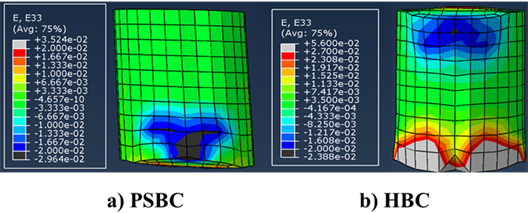 E, E33
(Avg: 75%)
+3.524e-02
+2.000e-02
+1.667e-02
+1.333e-02
+1.000e-02
+6.667e-03
+3.333e-03
-4.657e-10
-3.333e-03
-6.667e-03
-1.000e-02
-1.333e-02
-1.667e-02
-2.000e-02
-2.964e-02
E, E33
(Avg: 75%)
+5.600e-02
+2.700e-02
+2.308e-02
+1.917e-02
+1.525e-02
+1.133e-02
+7.417e-03
+3.500e-03
-4.167e-04
-4.333e-03
-8.250e-03
-1.217e-02
-1.608e-02
-2.000e-02
-2.388e-02
a) PSBC
b) HBC